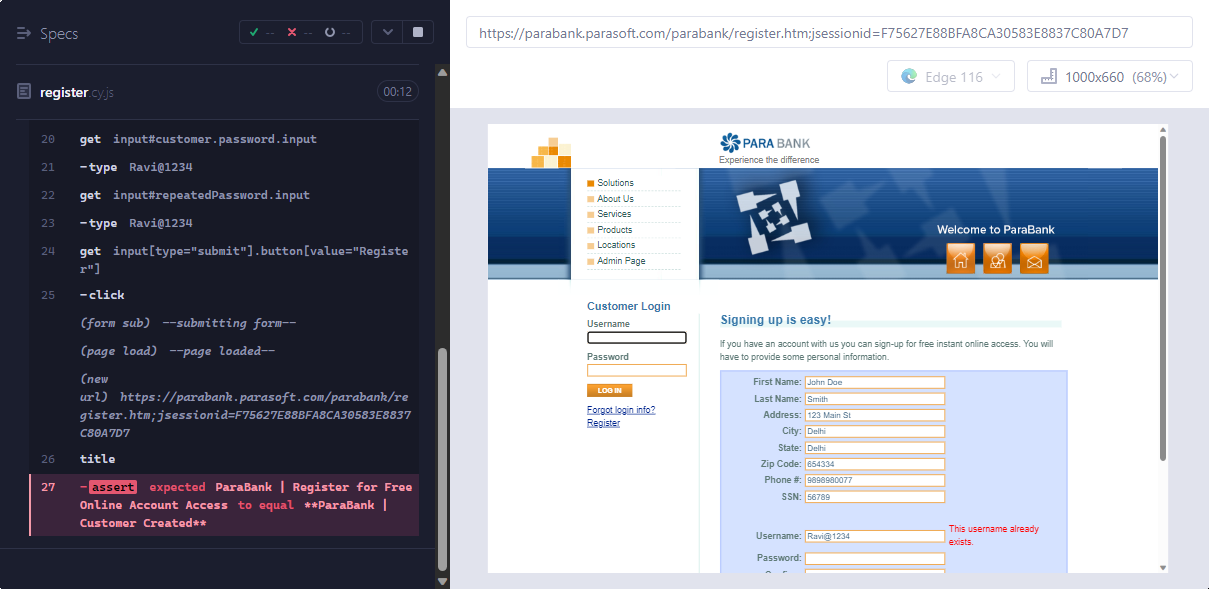 Specs
-- -- --
register.cy.js 00:12
20 get input#customer.password.input
21 -type Ravi@1234
22 get input#repeatedPassword.input
23 -type Ravi@1234
24 get input[type="submit"].button[value="Registe
r"]
25 -click
(form sub) --submitting form--
(page load) --page loaded--
(new
url) https://parabank.parasoft.com/parabank/re
gister.htm;jsessionid=F75627E88BFA8CA30583E8837
C80A7D7
26 title
27 -assert expected ParaBank | Register for Free
Online Account Access to equal **ParaBank |
Customer Created**
https://parabank.parasoft.com/parabank/register.htm;jsessionid=F75627E88BFA8CA30583E8837C80A7D7
Edge 116
1000x660 (68%)
PARA BANK
Experience the difference
Solutions
About Us
Services
Products
Locations
Admin Page
Welcome to ParaBank
Customer Login
Username
Password
LOG IN
Forgot login info?
Register
Signing up is easy!
If you have an account with us you can sign-up for free instant online access. You will
have to provide some personal information.
First Name: John Doe
Last Name: Smith
Address: 123 Main St
City: Delhi
State: Delhi
Zip Code: 654334
Phone #: 9898980077
SSN: 56789
Username: Ravi@1234 This username already
exists.
Password: